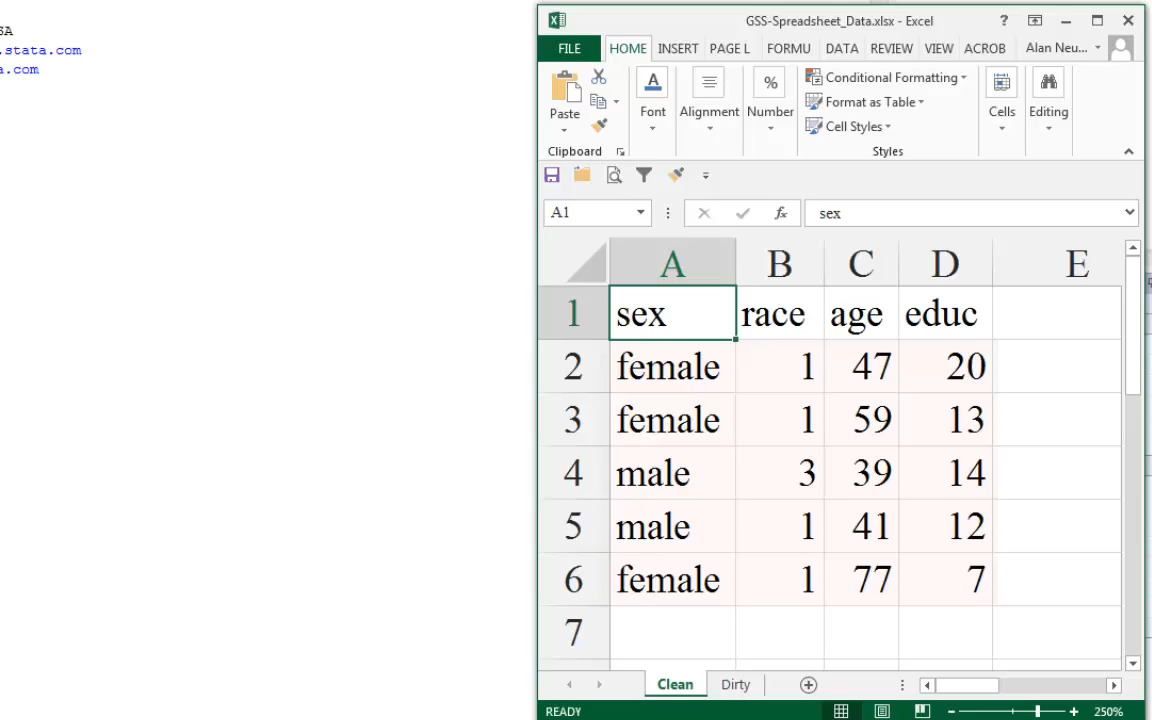 SA
.stata.com
a.com
GSS-Spreadsheet_Data.xlsx - Excel
FILE HOME INSERT PAGE L FORMU DATA REVIEW VIEW ACROB Alan Neu...
Paste Font Alignment Number Conditional Formatting Cells Editing
Format as Table
Cell Styles
Clipboard Styles
A1 fx sex
A B C D E
1 sex race age educ
2 female 1 47 20
3 female 1 59 13
4 male 3 39 14
5 male 1 41 12
6 female 1 77 7
7
Clean Dirty
READY 250%